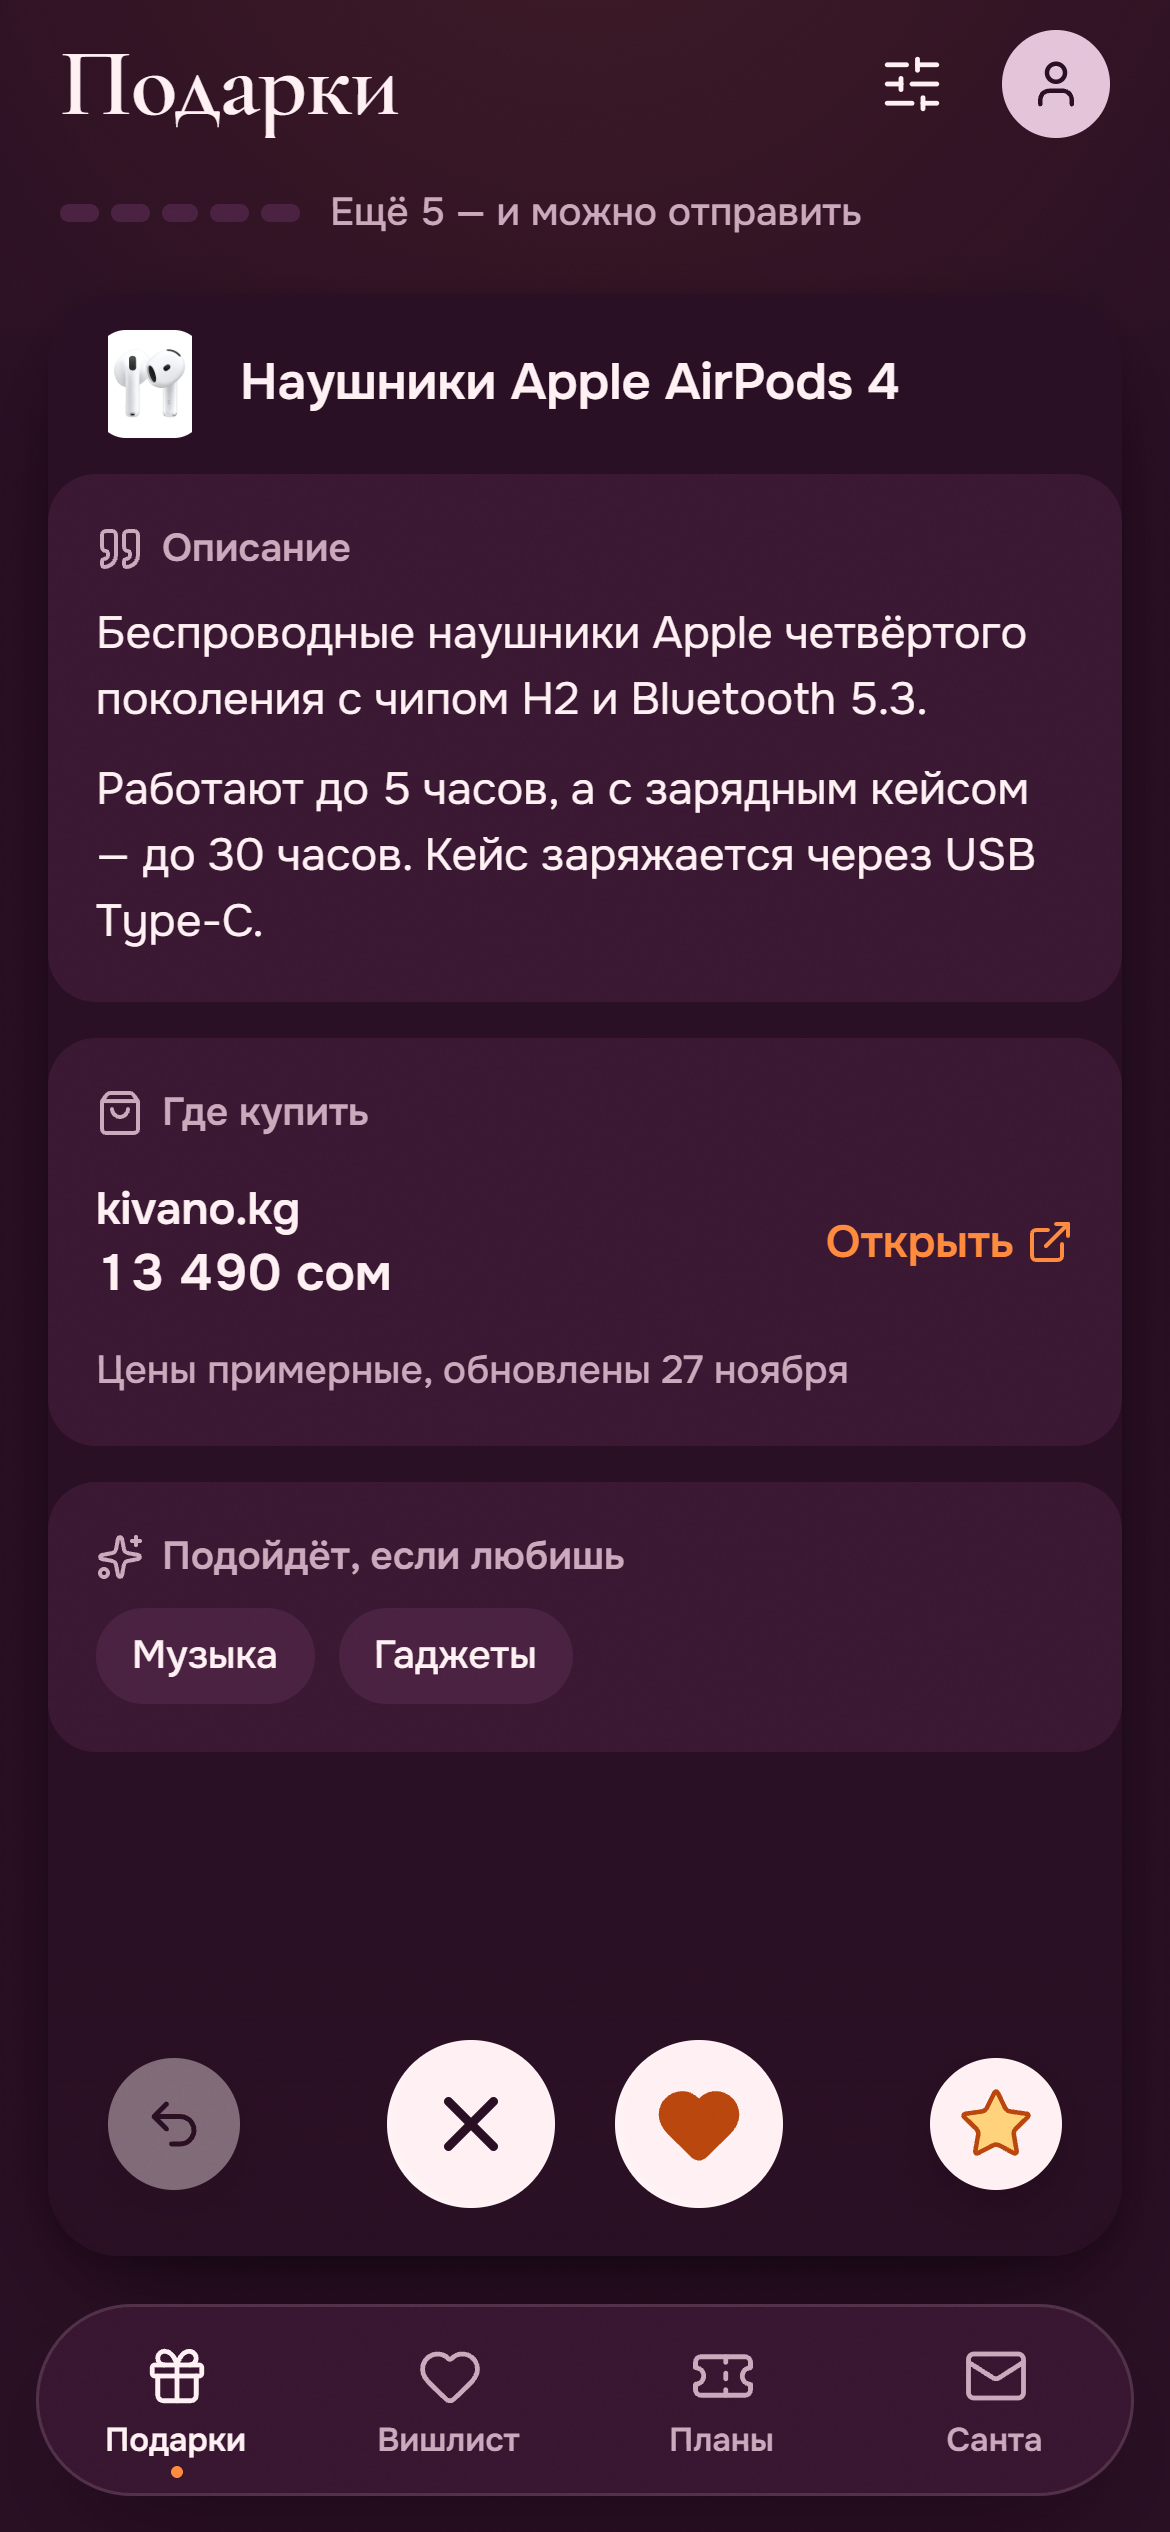 Подарки
Ещё 5 — и можно отправить
Наушники Apple AirPods 4
Описание
Беспроводные наушники Apple четвёртого
поколения с чипом H2 и Bluetooth 5.3.
Работают до 5 часов, а с зарядным кейсом
— до 30 часов. Кейс заряжается через USB
Type-C.
Где купить
kivano.kg
13 490 сом
Открыть
Цены примерные, обновлены 27 ноября
Подойдёт, если любишь
Музыка
Гаджеты
Подарки
Вишлист
Планы
Санта